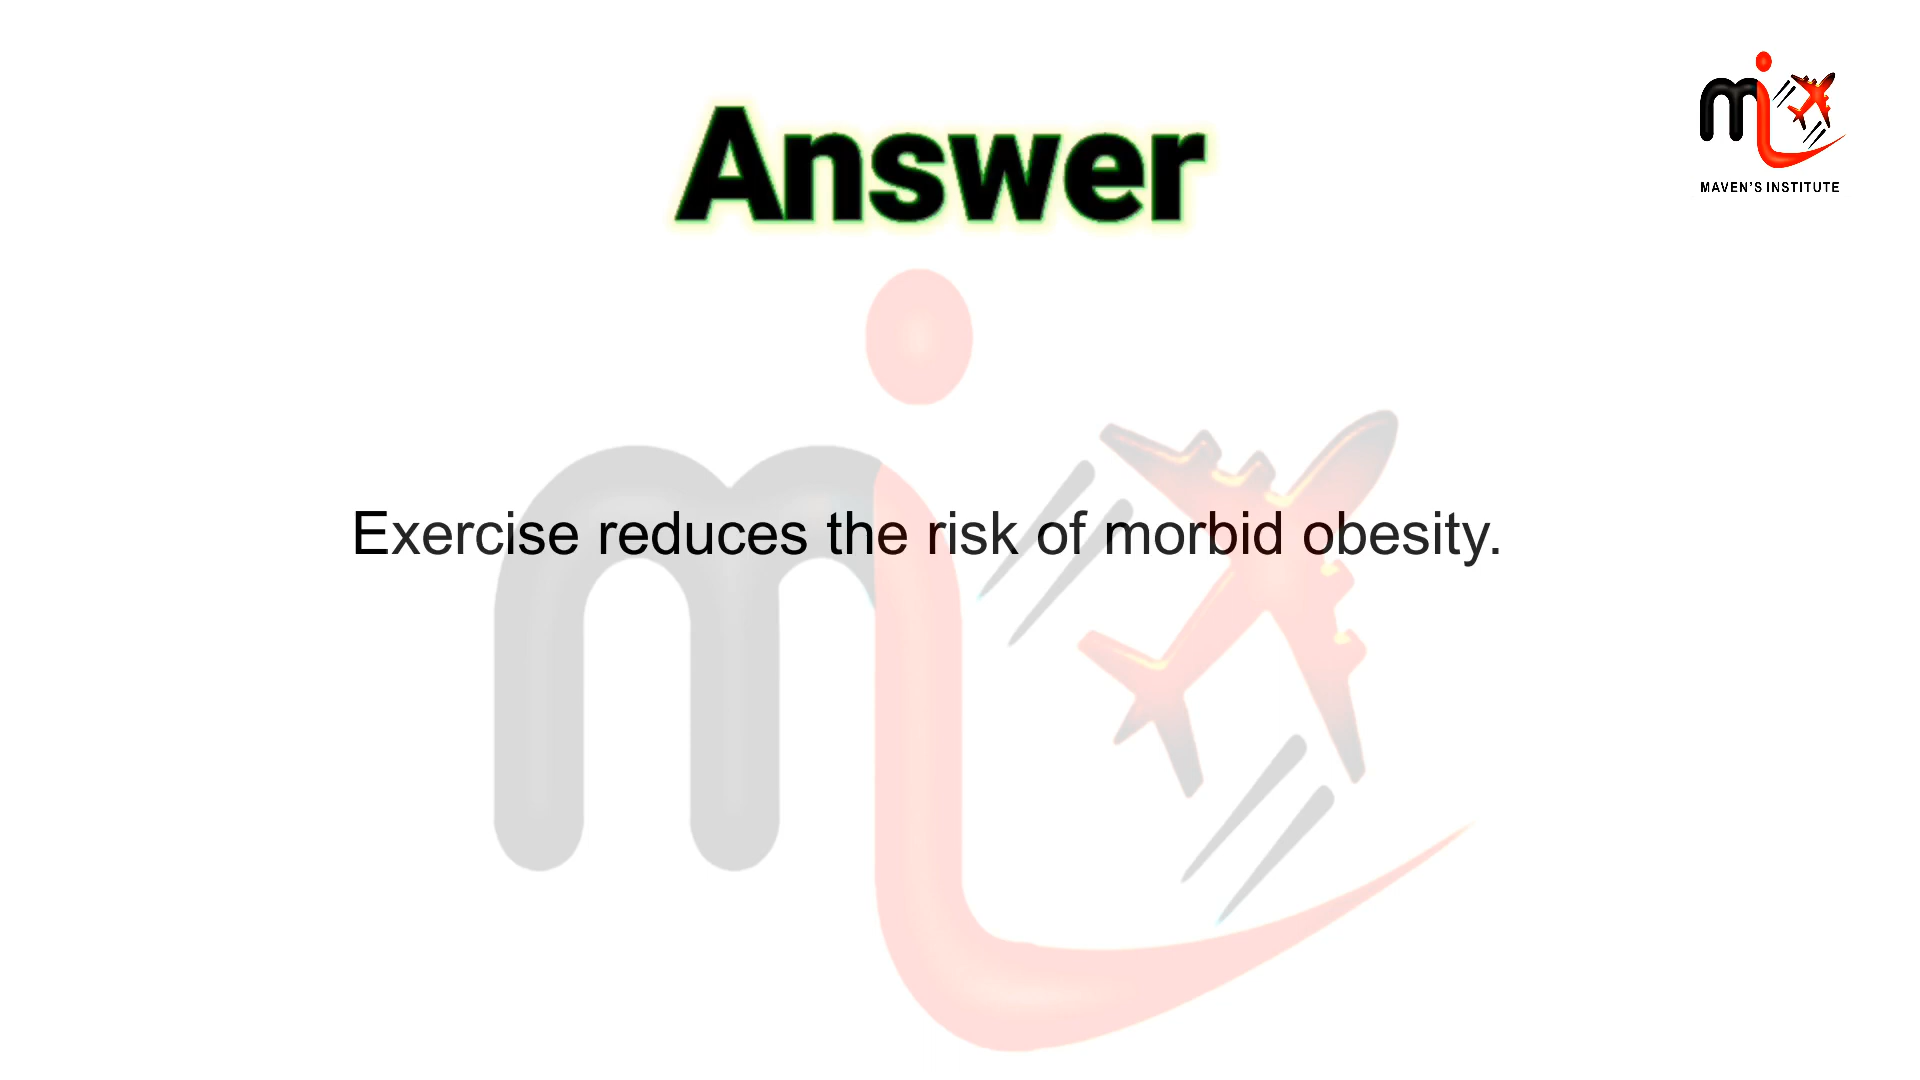 Answer
MAVEN'S INSTITUTE
Exercise reduces the risk of morbid obesity.